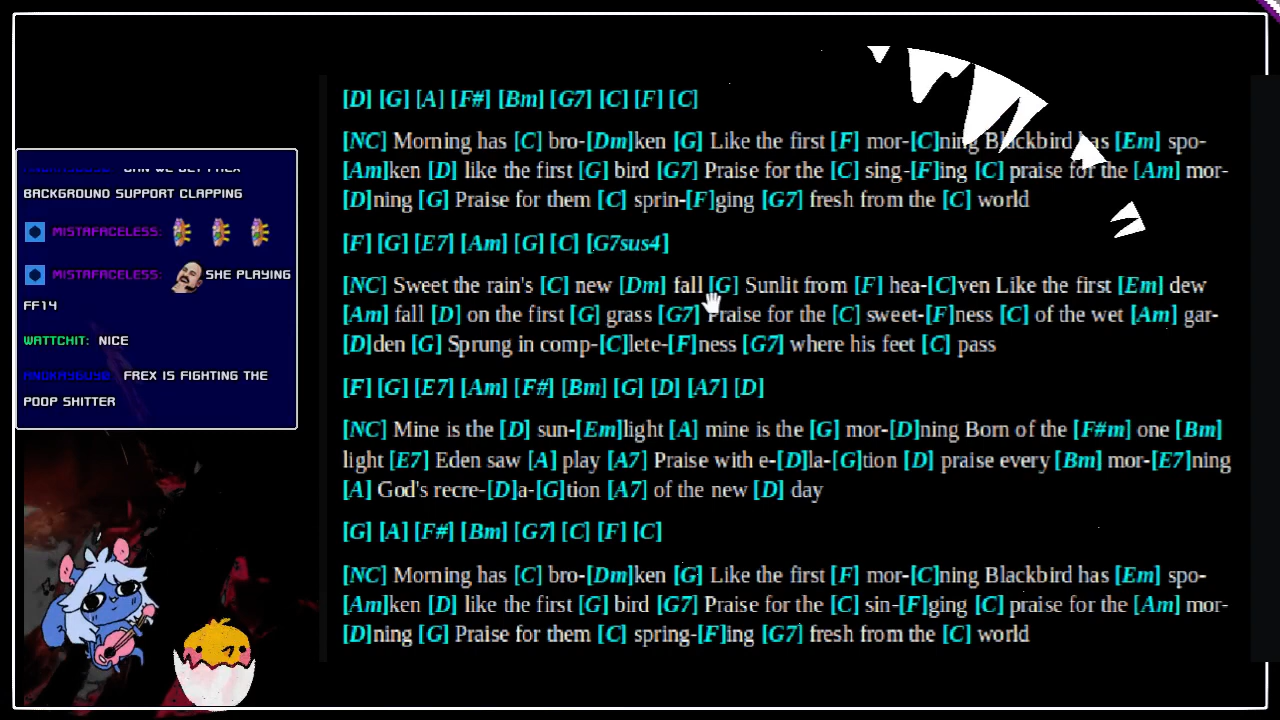 BACKGROUND SUPPORT CLAPPING
MISTAFACELESS:
MISTAFACELESS: SHE PLAYING
FF14
WATTCHIT: NICE
FREX IS FIGHTING THE
POOP SHITTER
[D] [G] [A] [F#] [Bm] [G7] [C] [F] [C]
[NC] Morning has [C] bro-[Dm]ken [G] Like the first [F] mor-[C]ning Blackbird has [Em] spo-
[Am]ken [D] like the first [G] bird [G7] Praise for the [C] sing-[F]ing [C] praise for the [Am] mor-
[D]ning [G] Praise for them [C] sprin-[F]ging [G7] fresh from the [C] world
[F] [G] [E7] [Am] [G] [C] [G7sus4]
[NC] Sweet the rain's [C] new [Dm] fall [G] Sunlit from [F] hea-[C]ven Like the first [Em] dew
[Am] fall [D] on the first [G] grass [G7] Praise for the [C] sweet-[F]ness [C] of the wet [Am] gar-
[D]den [G] Sprung in comp-[C]lete-[F]ness [G7] where his feet [C] pass
[F] [G] [E7] [Am] [F#] [Bm] [G] [D] [A7] [D]
[NC] Mine is the [D] sun-[Em]light [A] mine is the [G] mor-[D]ning Born of the [F#m] one [Bm]
light [E7] Eden saw [A] play [A7] Praise with e-[D]la-[G]tion [D] praise every [Bm] mor-[E7]ning
[A] God's recre-[D]a-[G]tion [A7] of the new [D] day
[G] [A] [F#] [Bm] [G7] [C] [F] [C]
[NC] Morning has [C] bro-[Dm]ken [G] Like the first [F] mor-[C]ning Blackbird has [Em] spo-
[Am]ken [D] like the first [G] bird [G7] Praise for the [C] sin-[F]ging [C] praise for the [Am] mor-
[D]ning [G] Praise for them [C] spring-[F]ing [G7] fresh from the [C] world